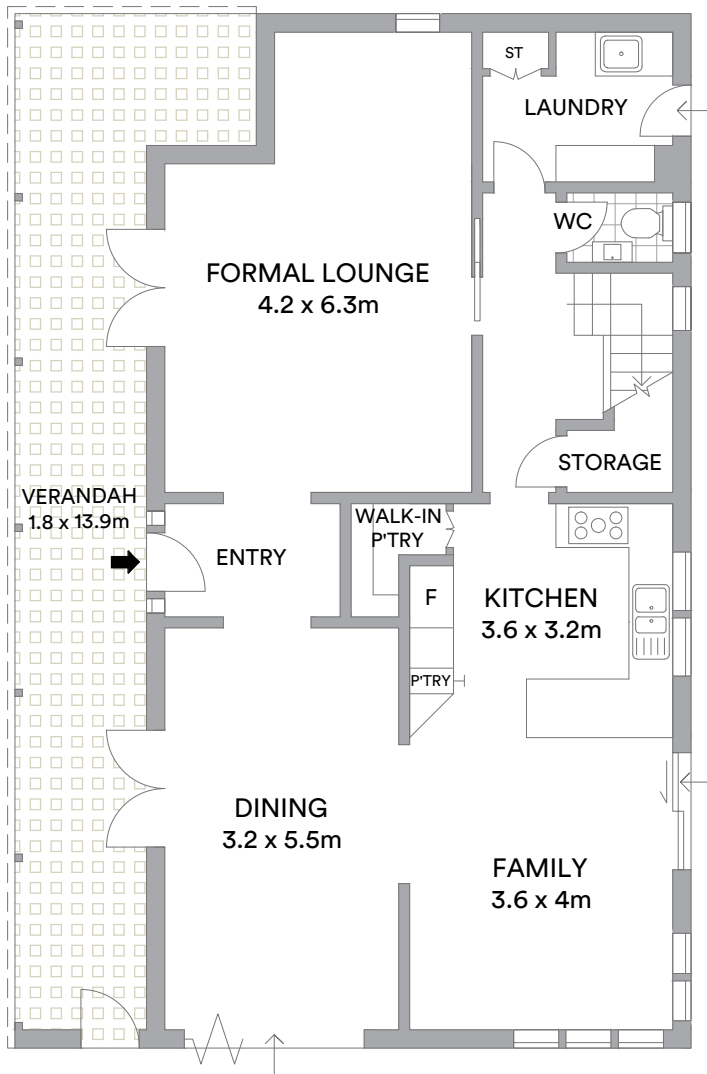 ST
LAUNDRY
WC
FORMAL LOUNGE
4.2 x 6.3m
STORAGE
VERANDAH
1.8 x 13.9m
WALK-IN
P'TRY
ENTRY
F
KITCHEN
3.6 x 3.2m
P'TRY
DINING
3.2 x 5.5m
FAMILY
3.6 x 4m